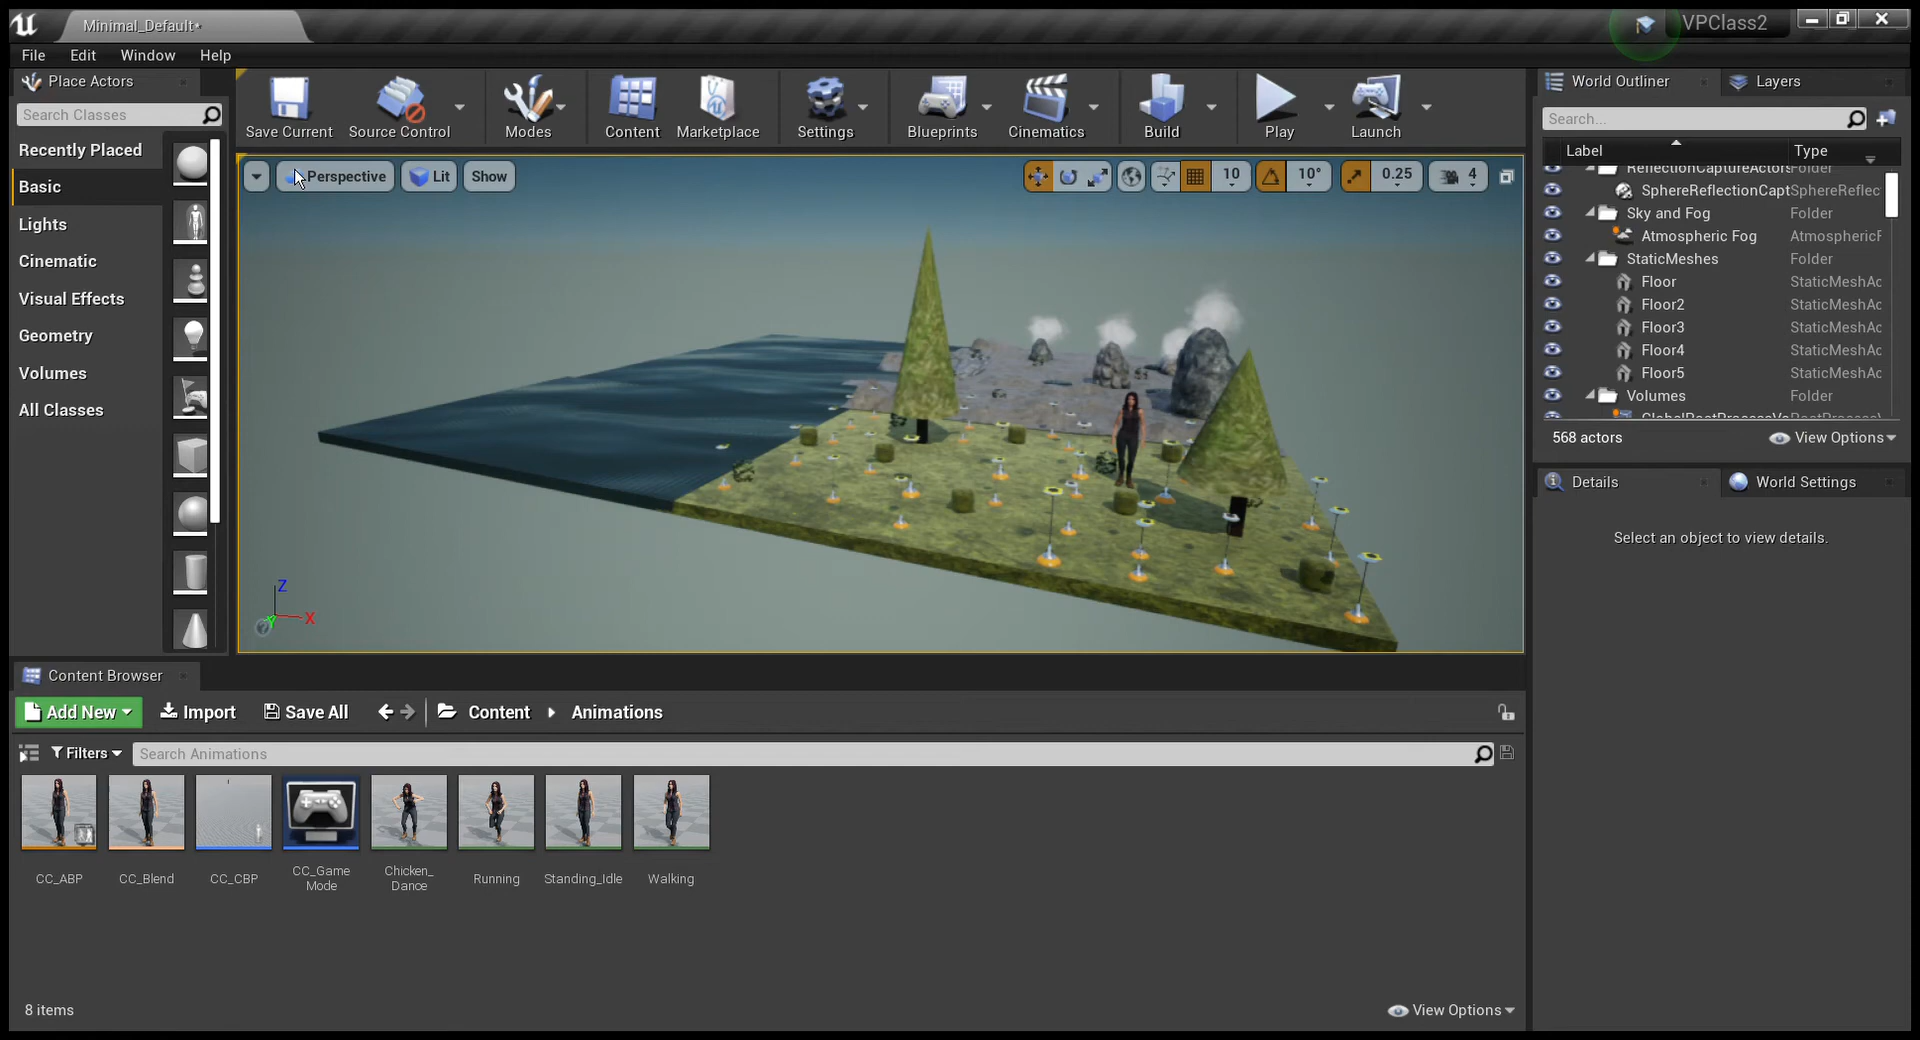 Minimal_Default*
VPClass2
File Edit Window Help
Place Actors
Search Classes
Recently Placed
Basic
Lights
Cinematic
Visual Effects
Geometry
Volumes
All Classes
Save Current
Source Control
Modes
Content
Marketplace
Settings
Blueprints
Cinematics
Build
Play
Launch
Perspective
Lit
Show
10
10°
0.25
4
Z
X
Y
World Outliner
Layers
Search...
Label Type
ReflectionCaptureActors Folder
SphereReflectionCapt SphereReflec
Sky and Fog Folder
Atmospheric Fog AtmosphericF
StaticMeshes Folder
Floor StaticMeshAc
Floor2 StaticMeshAc
Floor3 StaticMeshAc
Floor4 StaticMeshAc
Floor5 StaticMeshAc
Volumes Folder
GlobalPostProcessVo PostProcessV
568 actors
View Options
Details
World Settings
Select an object to view details.
Content Browser
Add New
Import
Save All
Content
Animations
Filters
Search Animations
CC_ABP
CC_Blend
CC_CBP
CC_Game
Mode
Chicken_
Dance
Running
Standing_Idle
Walking
8 items
View Options